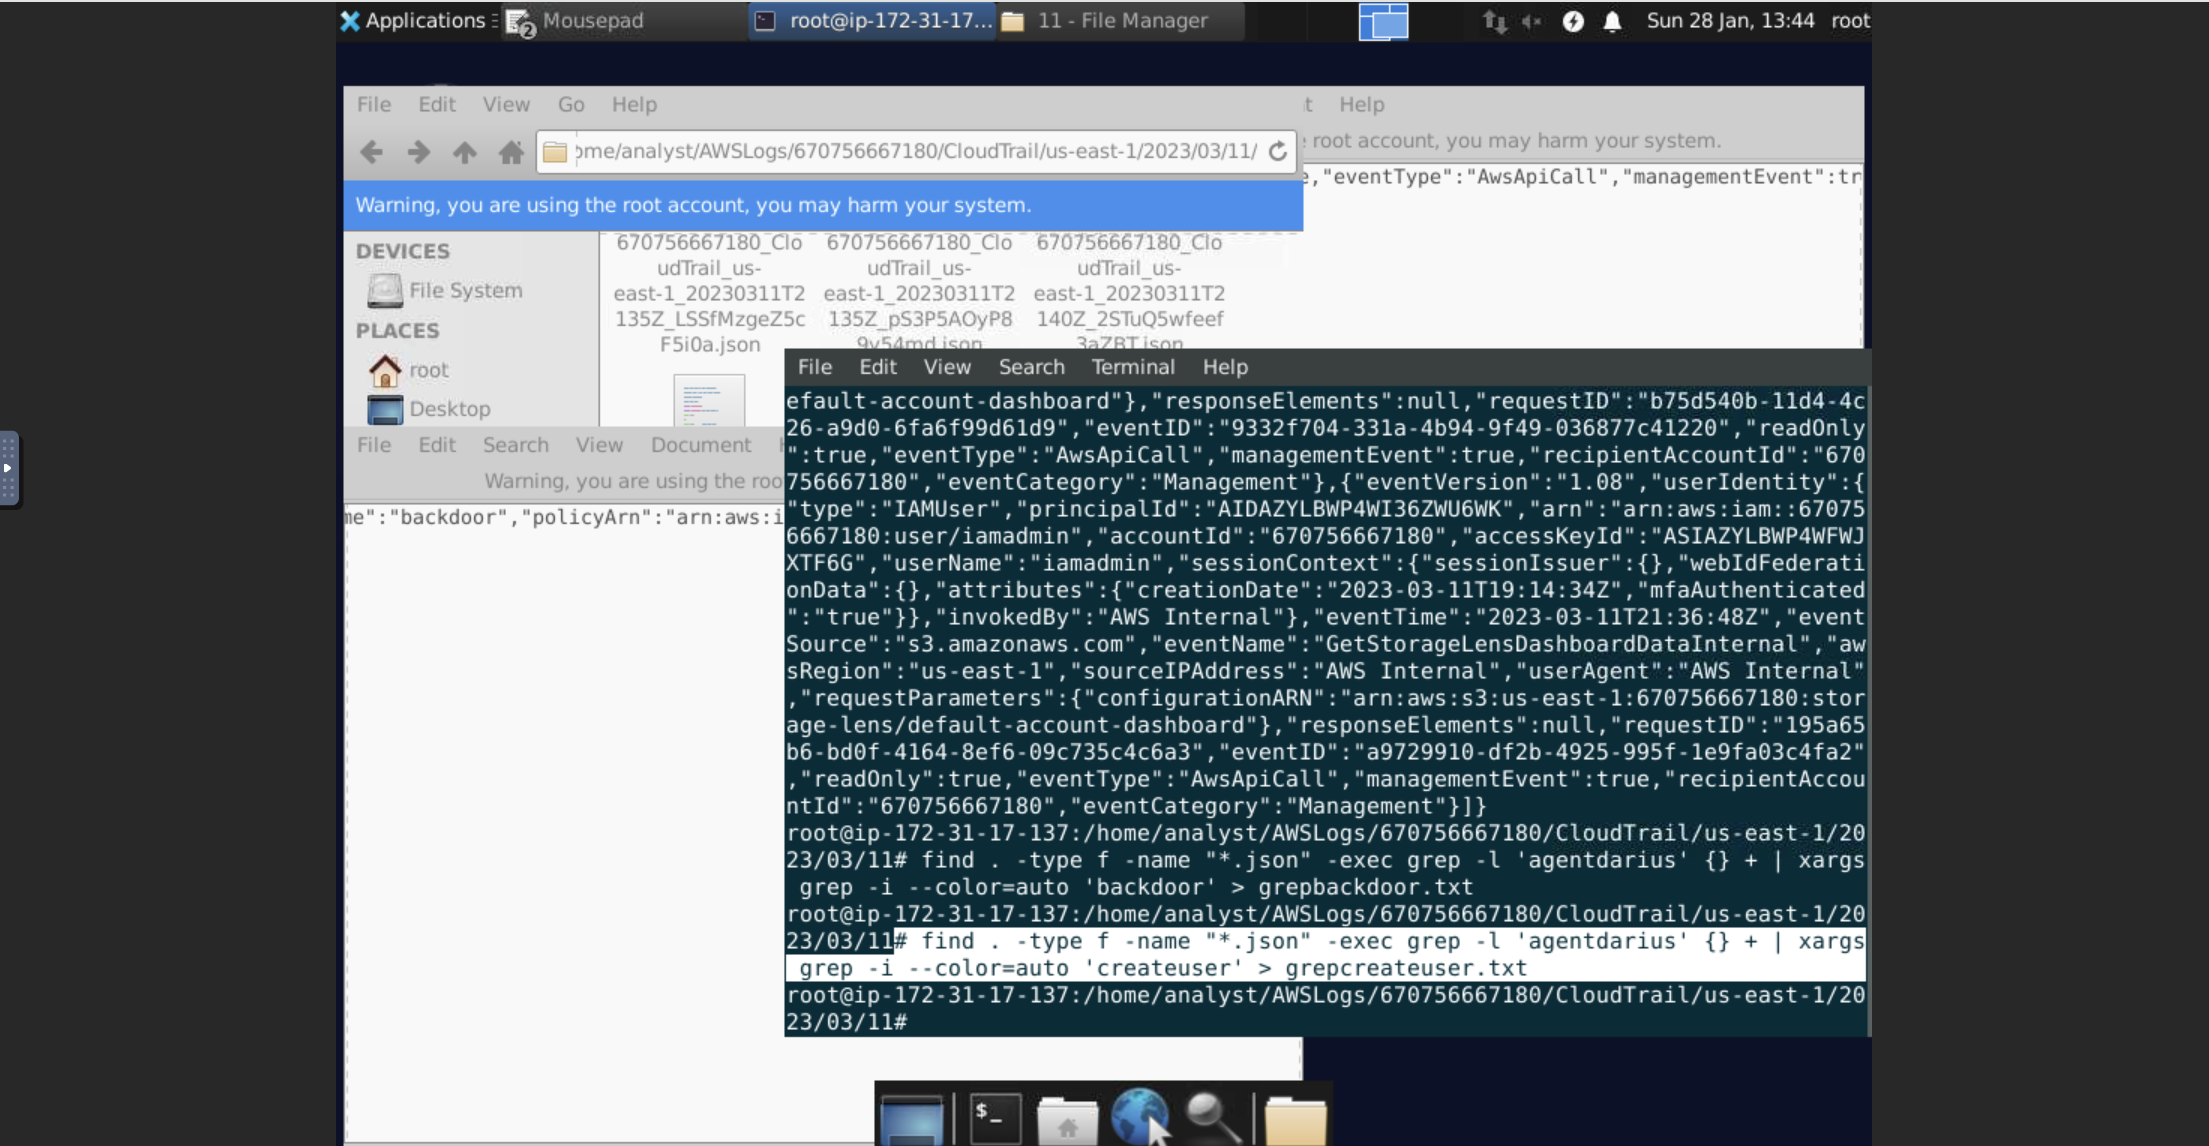 Applications
Mousepad
root@ip-172-31-17...
11 - File Manager
Sun 28 Jan, 13:44
root
File Edit View Go Help
ome/analyst/AWSLogs/670756667180/CloudTrail/us-east-1/2023/03/11/
Warning, you are using the root account, you may harm your system.
t Help
root account, you may harm your system.
e,"eventType":"AwsApiCall","managementEvent":tr
DEVICES
File System
PLACES
root
Desktop
670756667180_Clo
udTrail_us-
east-1_20230311T2
135Z_LSSfMzgeZ5c
F5i0a.json
670756667180_Clo
udTrail_us-
east-1_20230311T2
135Z_pS3P5AOyP8
9v54md.json
670756667180_Clo
udTrail_us-
east-1_20230311T2
140Z_2STuQ5wfeef
3aZBT.json
File Edit Search View Document
Warning, you are using the roo
me":"backdoor","policyArn":"arn:aws:i
File Edit View Search Terminal Help
efault-account-dashboard"},"responseElements":null,"requestID":"b75d540b-11d4-4c
26-a9d0-6fa6f99d61d9","eventID":"9332f704-331a-4b94-9f49-036877c41220","readOnly
":true,"eventType":"AwsApiCall","managementEvent":true,"recipientAccountId":"670
756667180","eventCategory":"Management"},{"eventVersion":"1.08","userIdentity":{
"type":"IAMUser","principalId":"AIDAZYLBWP4WI36ZWU6WK","arn":"arn:aws:iam::67075
6667180:user/iamadmin","accountId":"670756667180","accessKeyId":"ASIAZYLBWP4WFWJ
XTF6G","userName":"iamadmin","sessionContext":{"sessionIssuer":{},"webIdFederati
onData":{},"attributes":{"creationDate":"2023-03-11T19:14:34Z","mfaAuthenticated
":"true"}},"invokedBy":"AWS Internal"},"eventTime":"2023-03-11T21:36:48Z","event
Source":"s3.amazonaws.com","eventName":"GetStorageLensDashboardDataInternal","aw
sRegion":"us-east-1","sourceIPAddress":"AWS Internal","userAgent":"AWS Internal"
,"requestParameters":{"configurationARN":"arn:aws:s3:us-east-1:670756667180:stor
age-lens/default-account-dashboard"},"responseElements":null,"requestID":"195a65
b6-bd0f-4164-8ef6-09c735c4c6a3","eventID":"a9729910-df2b-4925-995f-1e9fa03c4fa2"
,"readOnly":true,"eventType":"AwsApiCall","managementEvent":true,"recipientAccou
ntId":"670756667180","eventCategory":"Management"}]}
root@ip-172-31-17-137:/home/analyst/AWSLogs/670756667180/CloudTrail/us-east-1/20
23/03/11# find . -type f -name "*.json" -exec grep -l 'agentdarius' {} + | xargs
 grep -i --color=auto 'backdoor' > grepbackdoor.txt
root@ip-172-31-17-137:/home/analyst/AWSLogs/670756667180/CloudTrail/us-east-1/20
23/03/11# find . -type f -name "*.json" -exec grep -l 'agentdarius' {} + | xargs
 grep -i --color=auto 'createuser' > grepcreateuser.txt
root@ip-172-31-17-137:/home/analyst/AWSLogs/670756667180/CloudTrail/us-east-1/20
23/03/11#